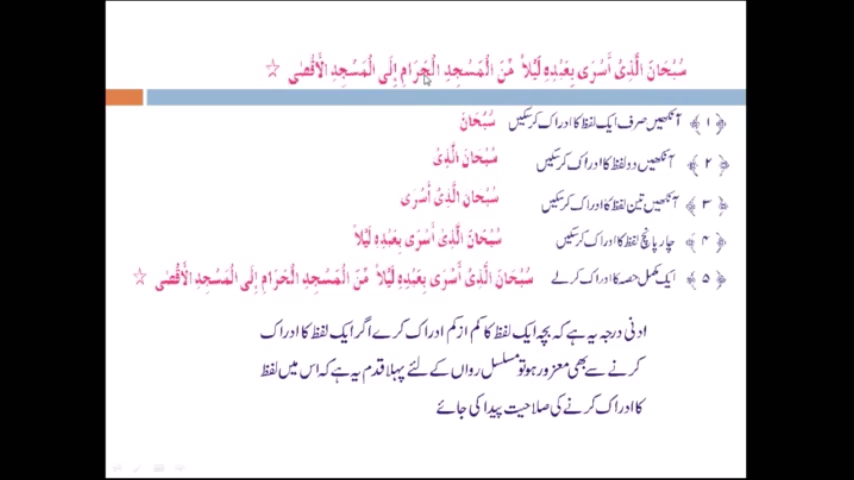 سُبْحَانَ الَّذِیْ أَسْرَی بِعَبْدِہِ لَیْلاً مِّنَ الْمَسْجِدِ الْحَرَامِ إِلَی الْمَسْجِدِ الْأَقْصَی ☆
﴿۱﴾ آنکھیں صرف ایک لفظ کا ادراک کرسکیں سُبْحَانَ
﴿۲﴾ آنکھیں دو لفظ کا ادراک کرسکیں سُبْحَانَ الَّذِیْ
﴿۳﴾ آنکھیں تین لفظ کا ادراک کرسکیں سُبْحَانَ الَّذِیْ أَسْرَی
﴿۴﴾ چار پانچ لفظ کا ادراک کرسکیں سُبْحَانَ الَّذِیْ أَسْرَی بِعَبْدِہِ لَیْلاً
﴿۵﴾ ایک مکمل حصہ کا ادراک کرلے سُبْحَانَ الَّذِیْ أَسْرَی بِعَبْدِہِ لَیْلاً مِّنَ الْمَسْجِدِ الْحَرَامِ إِلَی الْمَسْجِدِ الْأَقْصَی ☆
ادنی درجہ یہ ہے کہ بچہ ایک لفظ کا کم از کم ادراک کرے اگر ایک لفظ کا ادراک
کرنے سے بھی معزور ہو تو مسلسل رواں کے لئے پہلا قدم یہ ہے کہ اس میں لفظ
کا ادراک کرنے کی صلاحیت پیدا کی جائے